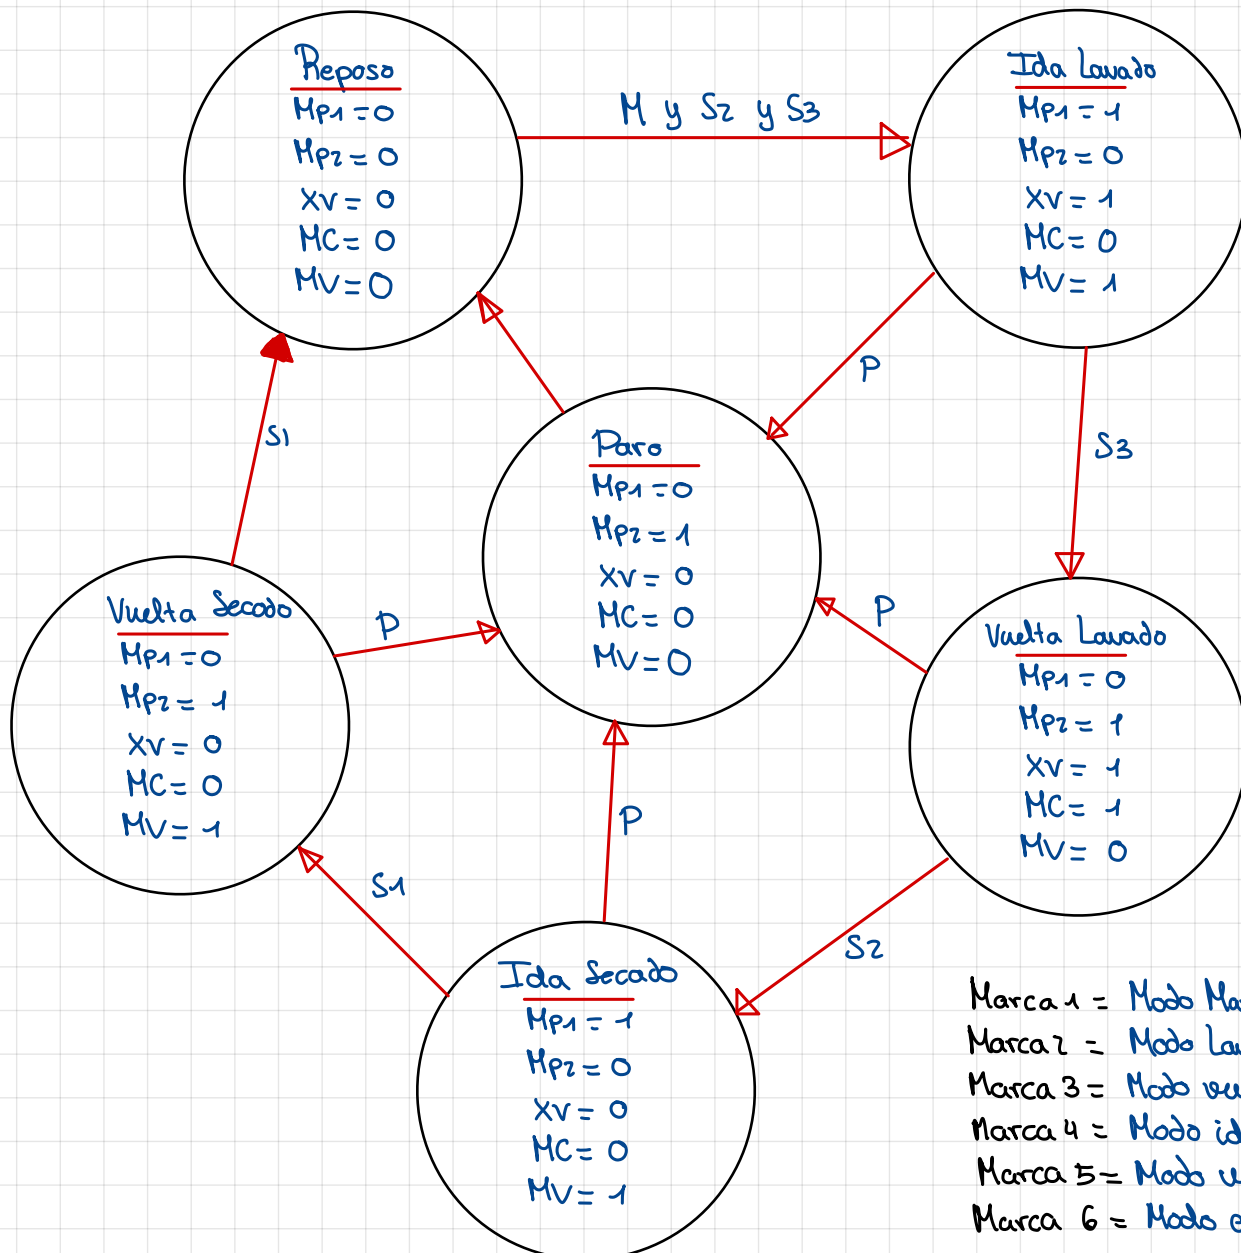 Reposo
Mp1 = 0
Mp2 = 0
XV = 0
MC = 0
MV = 0
M y S2 y S3
Ida Lavado
Mp1 = 1
Mp2 = 0
XV = 1
MC = 0
MV = 1
P
S3
S1
Paro
Mp1 = 0
Mp2 = 1
XV = 0
MC = 0
MV = 0
Vuelta Secado
Mp1 = 0
Mp2 = 1
XV = 0
MC = 0
MV = 1
P
P
Vuelta Lavado
Mp1 = 0
Mp2 = 1
XV = 1
MC = 1
MV = 0
P
S1
S2
Ida Secado
Mp1 = 1
Mp2 = 0
XV = 0
MC = 0
MV = 1
Marca 1 = Modo
Marca 2 = Modo
Marca 3 = Modo
Marca 4 = Modo
Marca 5 = Modo
Marca 6 = Modo